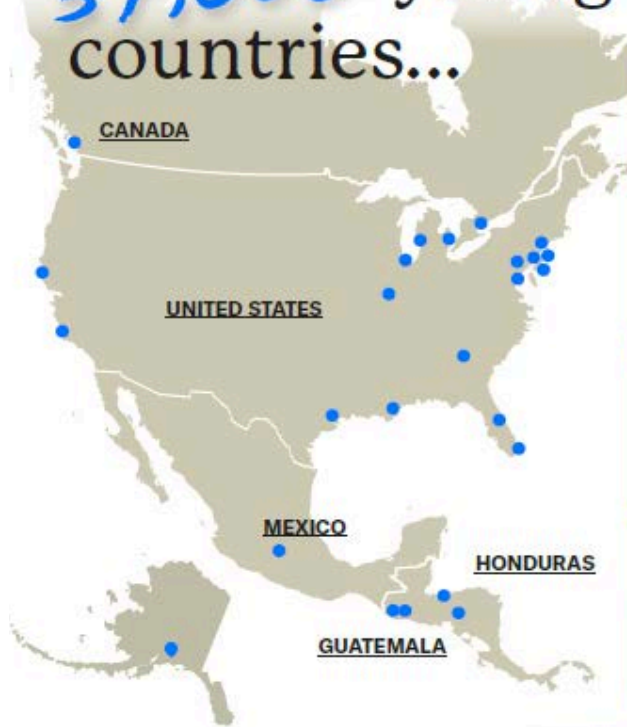 countries...
CANADA
UNITED STATES
MEXICO
HONDURAS
GUATEMALA